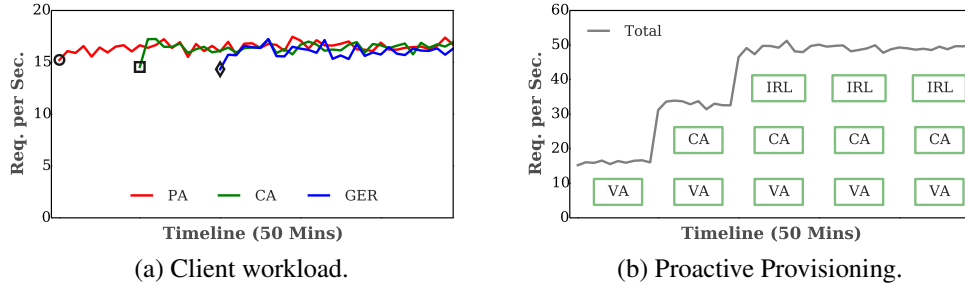 20
15
10
5
0
Req. per Sec.
PA CA GER
Timeline (50 Mins)
(a) Client workload.
60
50
40
30
20
10
0
Req. per Sec.
Total
IRL IRL IRL
CA CA CA CA
VA VA VA VA VA
Timeline (50 Mins)
(b) Proactive Provisioning.